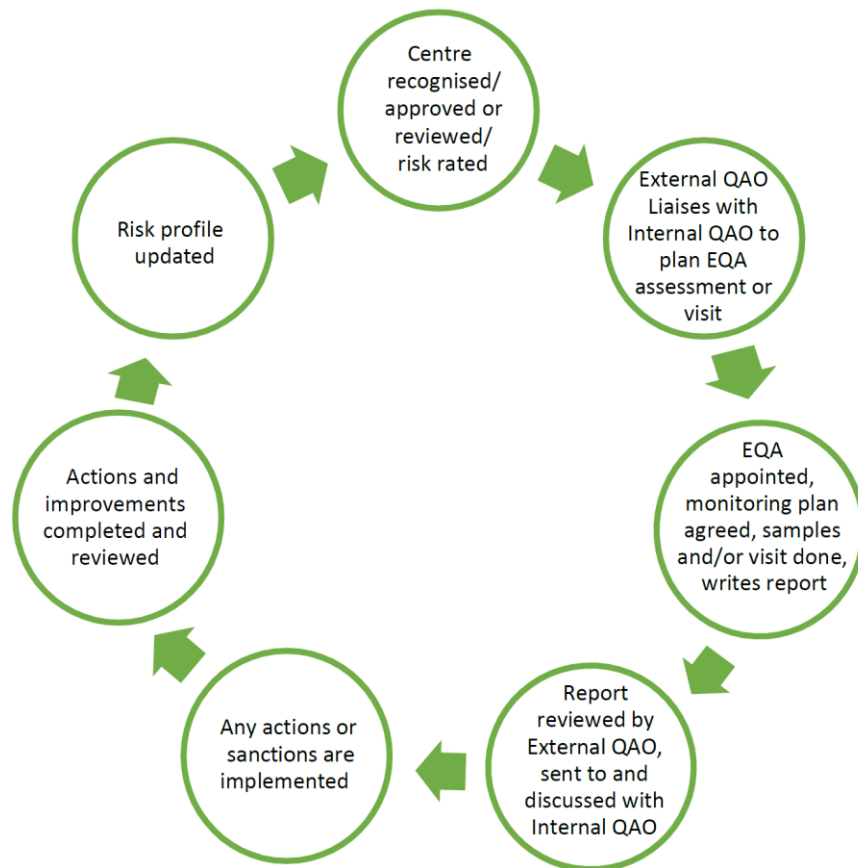 Centre
recognised/
approved or
reviewed/
risk rated
External QAO
Liaises with
Internal QAO to
plan EQA
assessment or
visit
EQA
appointed,
monitoring plan
agreed, samples
and/or visit done,
writes report
Report
reviewed by
External QAO,
sent to and
discussed with
Internal QAO
Any actions or
sanctions are
implemented
Actions and
improvements
completed and
reviewed
Risk profile
updated